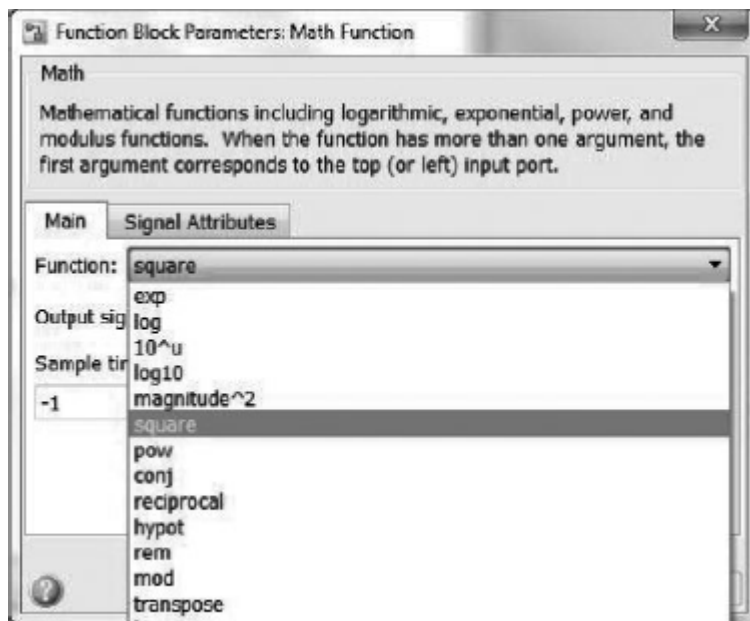 Function Block Parameters: Math Function
X
Math
Mathematical functions including logarithmic, exponential, power, and
modulus functions. When the function has more than one argument, the
first argument corresponds to the top (or left) input port.
Main Signal Attributes
Function: square
exp
Output sig
log
10^u
Sample tim
log10
-1
magnitude^2
square
pow
conj
reciprocal
hypot
rem
mod
transpose